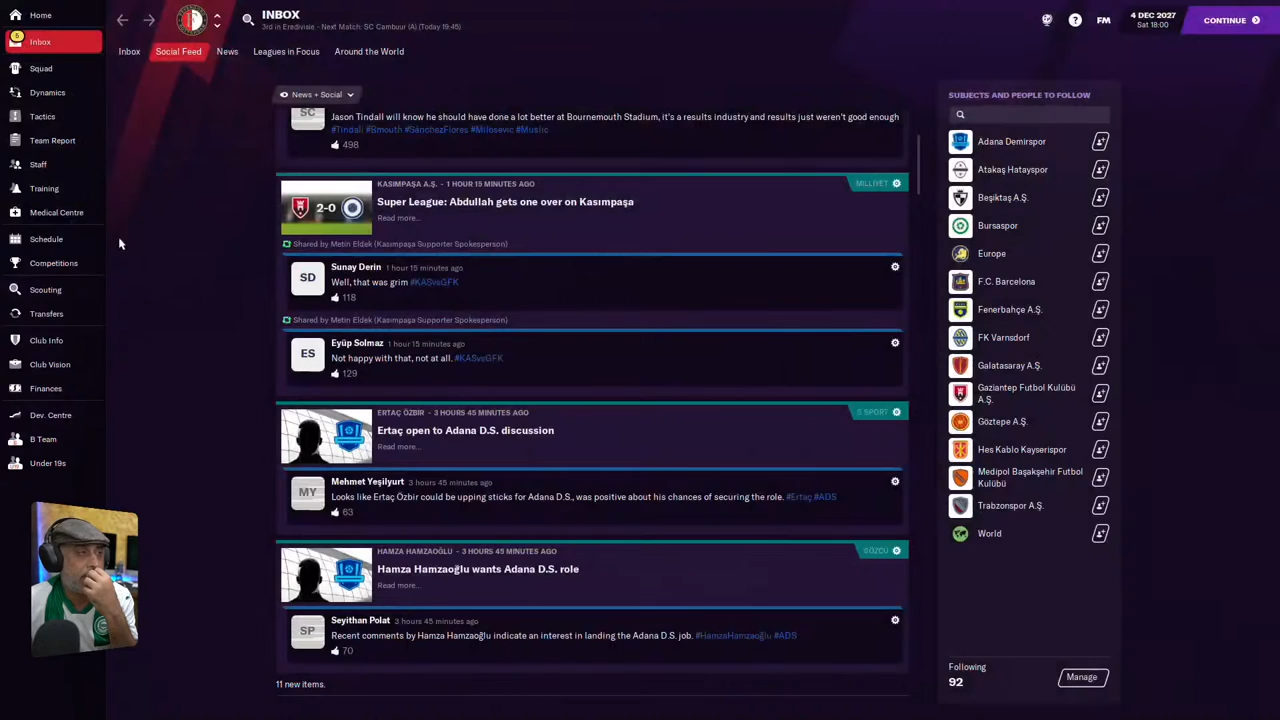 Home
INBOX
3rd in Eredivisie - Next Match: SC Cambuur (A) (Today 19:45)
FM
4 DEC 2027
Sat 18:00
CONTINUE
5
Inbox
Inbox
Social Feed
News
Leagues in Focus
Around the World
Squad
Dynamics
Tactics
Team Report
Staff
Training
Medical Centre
Schedule
Competitions
Scouting
Transfers
Club Info
Club Vision
Finances
Dev. Centre
B Team
Under 19s
News + Social
SC
Jason Tindall will know he should have done a lot better at Bournemouth Stadium, it's a results industry and results just weren't good enough
#Tindall #Bmouth #SánchezFlores #Milosevic #Muslic
498
KASIMPAŞA A.Ş. - 1 HOUR 15 MINUTES AGO
MILLIYET
2-0
Super League: Abdullah gets one over on Kasımpaşa
Read more...
Shared by Metin Eldek (Kasımpaşa Supporter Spokesperson)
SD
Sunay Derin 1 hour 15 minutes ago
Well, that was grim #KASvsGFK
118
Shared by Metin Eldek (Kasımpaşa Supporter Spokesperson)
ES
Eyüp Solmaz 1 hour 15 minutes ago
Not happy with that, not at all. #KASvsGFK
129
ERTAÇ ÖZBIR - 3 HOURS 45 MINUTES AGO
S SPORT
Ertaç open to Adana D.S. discussion
Read more...
MY
Mehmet Yeşilyurt 3 hours 45 minutes ago
Looks like Ertaç Özbir could be upping sticks for Adana D.S., was positive about his chances of securing the role. #Ertaç #ADS
63
HAMZA HAMZAOĞLU - 3 HOURS 45 MINUTES AGO
SÖZCÜ
Hamza Hamzaoğlu wants Adana D.S. role
Read more...
SP
Seyithan Polat 3 hours 45 minutes ago
Recent comments by Hamza Hamzaoğlu indicate an interest in landing the Adana D.S. job. #HamzaHamzaoğlu #ADS
70
11 new items.
SUBJECTS AND PEOPLE TO FOLLOW
Adana Demirspor
Atakaş Hatayspor
Beşiktaş A.Ş.
Bursaspor
Europe
F.C. Barcelona
Fenerbahçe A.Ş.
FK Varnsdorf
Galatasaray A.Ş.
Gaziantep Futbol Kulübü
A.Ş.
Göztepe A.Ş.
Hes Kablo Kayserispor
Medipol Başakşehir Futbol
Kulübü
Trabzonspor A.Ş.
World
Following
92
Manage